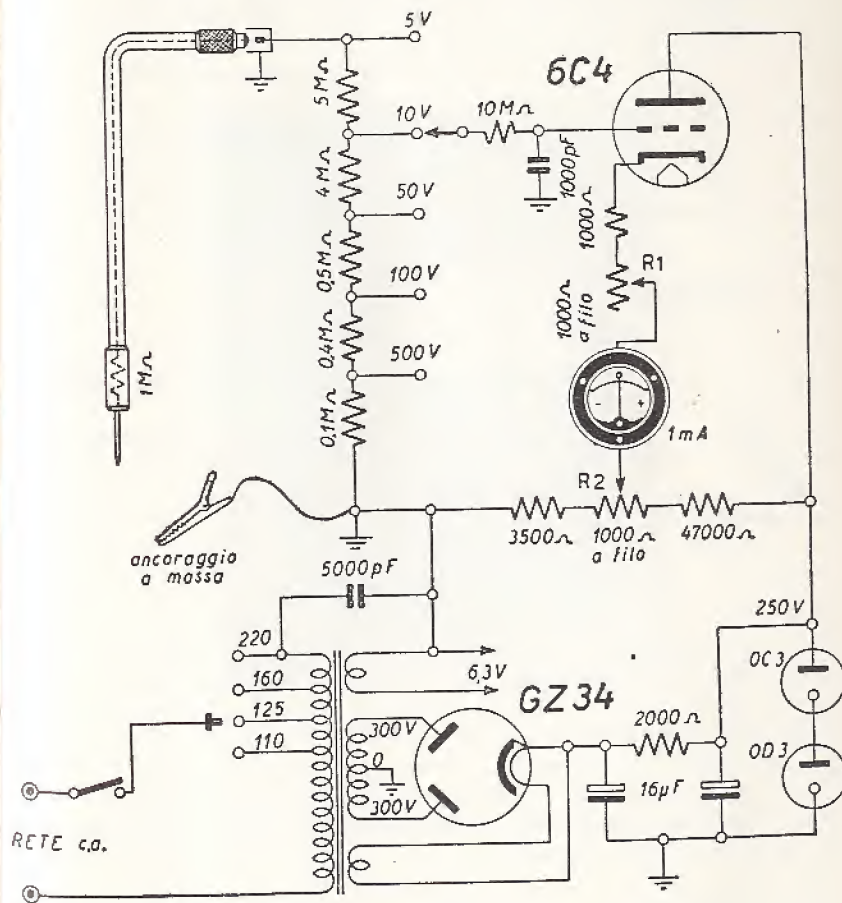 5V
5MΩ
10V
10MΩ
6C4
1000pF
4MΩ
50V
1000Ω
0,5MΩ
R1
1000Ω
a filo
100V
0,4MΩ
500V
1MΩ
0,1MΩ
1mA
- +
R2
3500Ω
1000Ω
a filo
47000Ω
ancoraggio
a massa
5000pF
250V
220
160
125
110
6,3V
GZ34
OC3
300V
0
300V
2000Ω
OD3
16µF
RETE c.a.